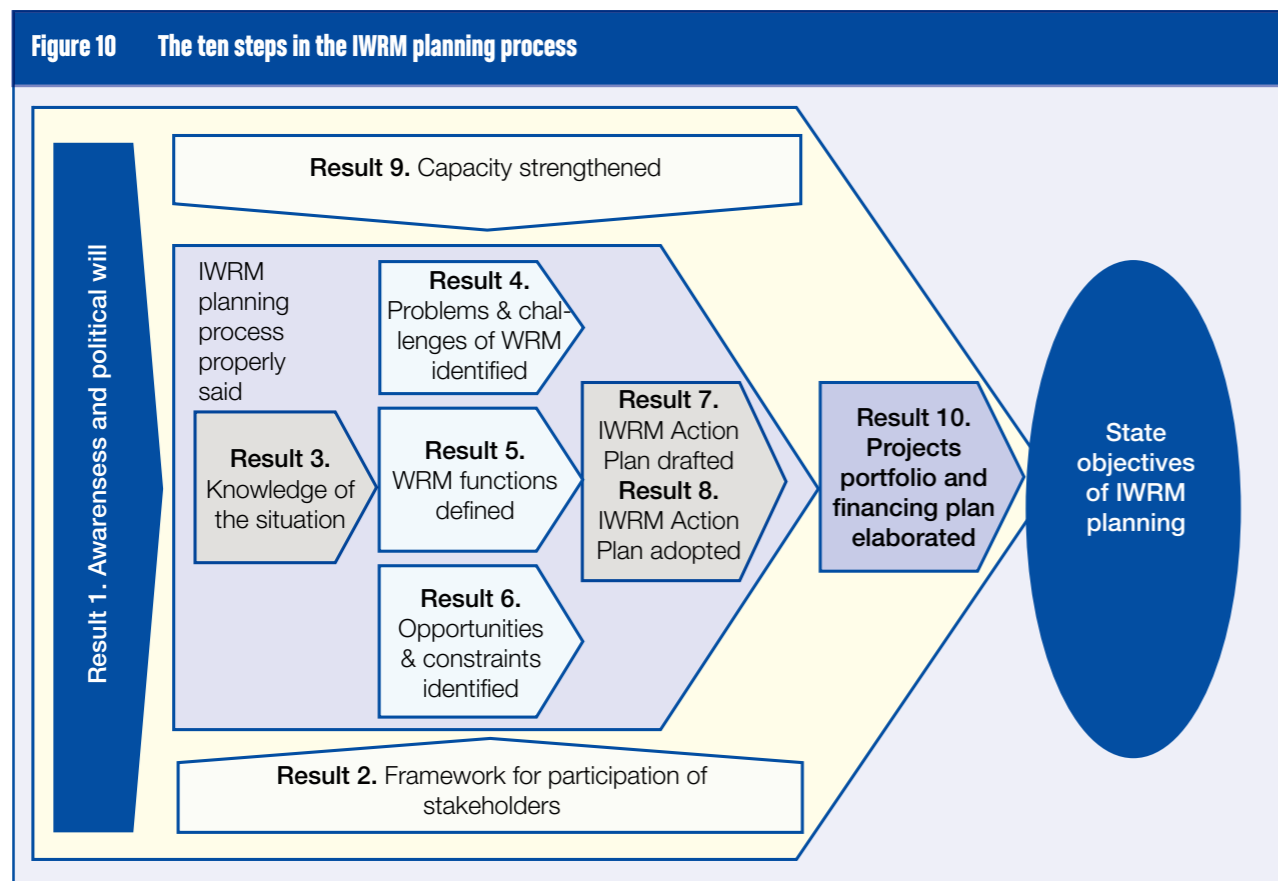 Figure 10 The ten steps in the IWRM planning process
Result 1. Awarensess and political will
Result 9. Capacity strengthened
IWRM
planning
process
properly
said
Result 3.
Knowledge of
the situation
Result 4.
Problems & chal-
lenges of WRM
identified
Result 5.
WRM functions
defined
Result 6.
Opportunities
& constraints
identified
Result 7.
IWRM Action
Plan drafted
Result 8.
IWRM Action
Plan adopted
Result 10.
Projects
portfolio and
financing plan
elaborated
State
objectives
of IWRM
planning
Result 2. Framework for participation of
stakeholders